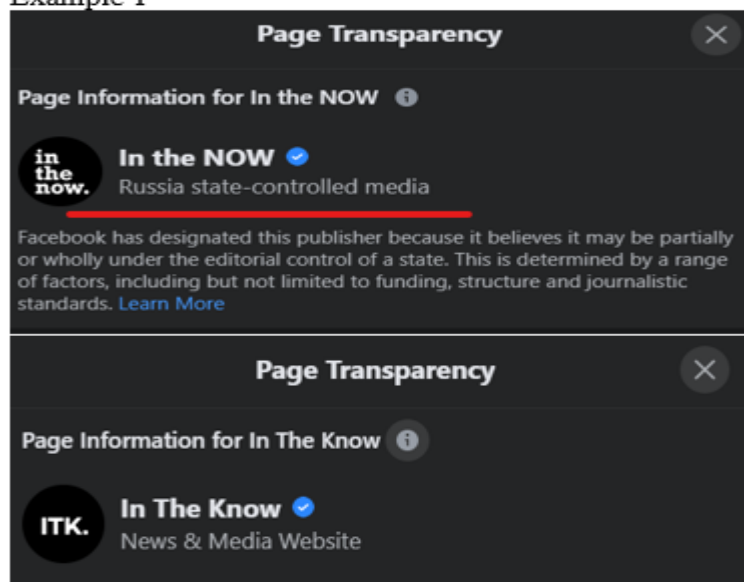 Example 1
Page Transparency
Page Information for In the NOW
in
the
now.
In the NOW
Russia state-controlled media
Facebook has designated this publisher because it believes it may be partially
or wholly under the editorial control of a state. This is determined by a range
of factors, including but not limited to funding, structure and journalistic
standards. Learn More
Page Transparency
Page Information for In The Know
ITK.
In The Know
News & Media Website